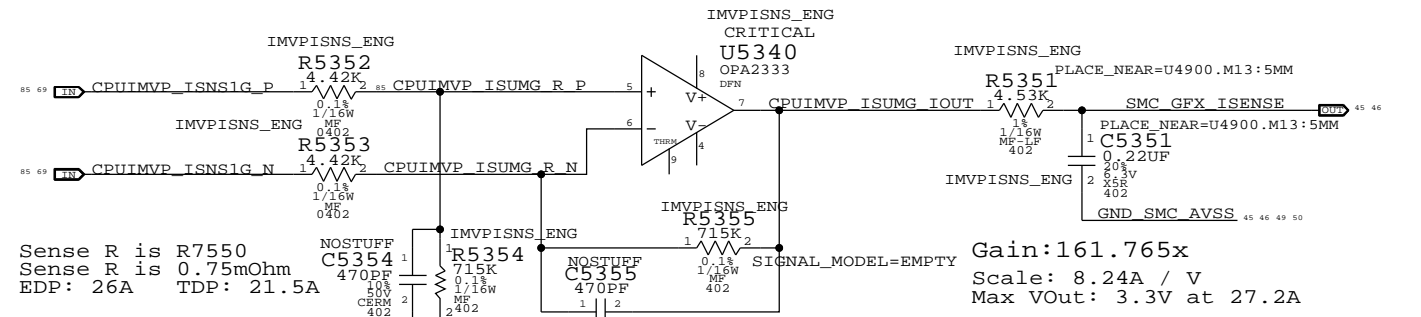 IMVPISNS_ENG
CRITICAL
U5340
OPA2333
DFN
IMVPISNS_ENG
R5352
4.42K
1 2
0.1%
1/16W
MF
0402
85 69 IN CPUIMVP_ISNS1G_P
85 CPUIMVP_ISUMG_R_P
5
+
8
V+
7
6
-
V-
4
THRM
9
CPUIMVP_ISUMG_IOUT
IMVPISNS_ENG
R5351
PLACE_NEAR=U4900.M13:5MM
4.53K
1 2
1%
1/16W
MF-LF
402
SMC_GFX_ISENSE
OUT 45 46
PLACE_NEAR=U4900.M13:5MM
1
C5351
0.22UF
20%
6.3V
X5R
402
2
IMVPISNS_ENG
GND_SMC_AVSS 45 46 49 50
IMVPISNS_ENG
R5353
4.42K
1 2
0.1%
1/16W
MF
0402
85 69 IN CPUIMVP_ISNS1G_N
CPUIMVP_ISUMG_R_N
IMVPISNS_ENG
R5355
715K
1 2
0.1%
1/16W
MF
402
SIGNAL_MODEL=EMPTY
NOSTUFF
C5355
470PF
1 2
IMVPISNS_ENG
1
R5354
715K
0.1%
1/16W
MF
402
2
NOSTUFF
C5354
1
470PF
10%
50V
CERM
402
2
Sense R is R7550
Sense R is 0.75mOhm
EDP: 26A TDP: 21.5A
Gain:161.765x
Scale: 8.24A / V
Max VOut: 3.3V at 27.2A